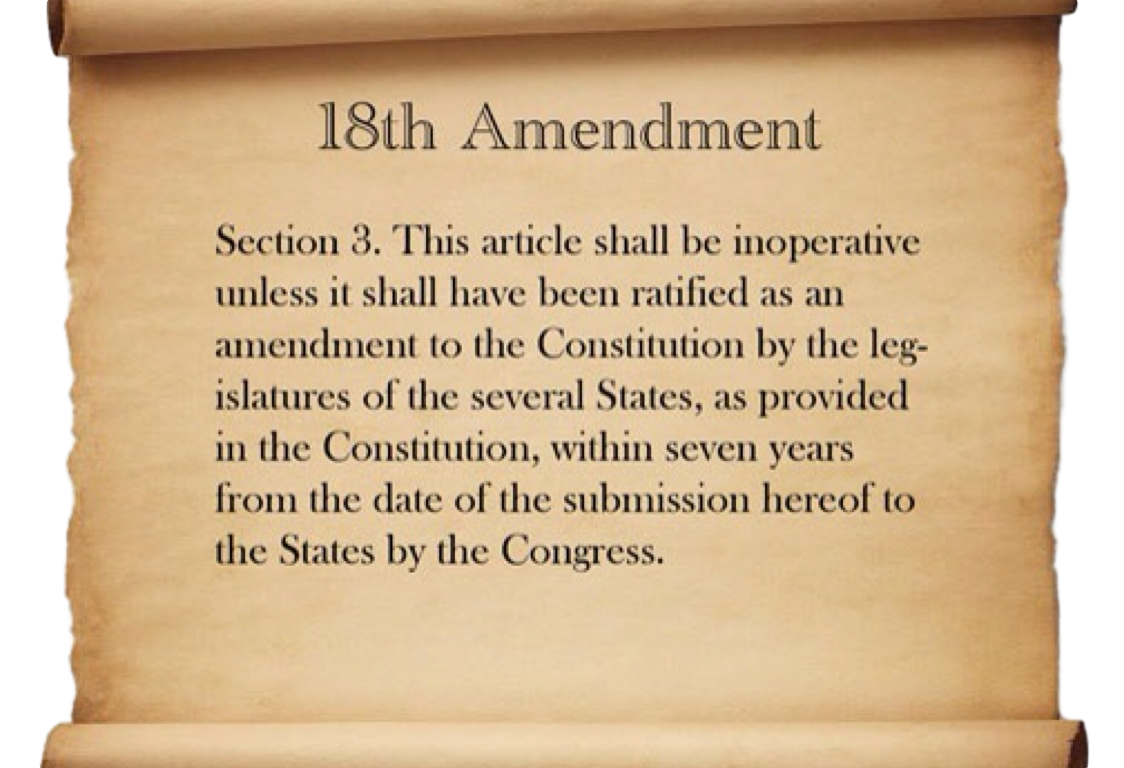 18th Amendment
Section 3. This article shall be inoperative
unless it shall have been ratified as an
amendment to the Constitution by the leg-
islatures of the several States, as provided
in the Constitution, within seven years
from the date of the submission hereof to
the States by the Congress.